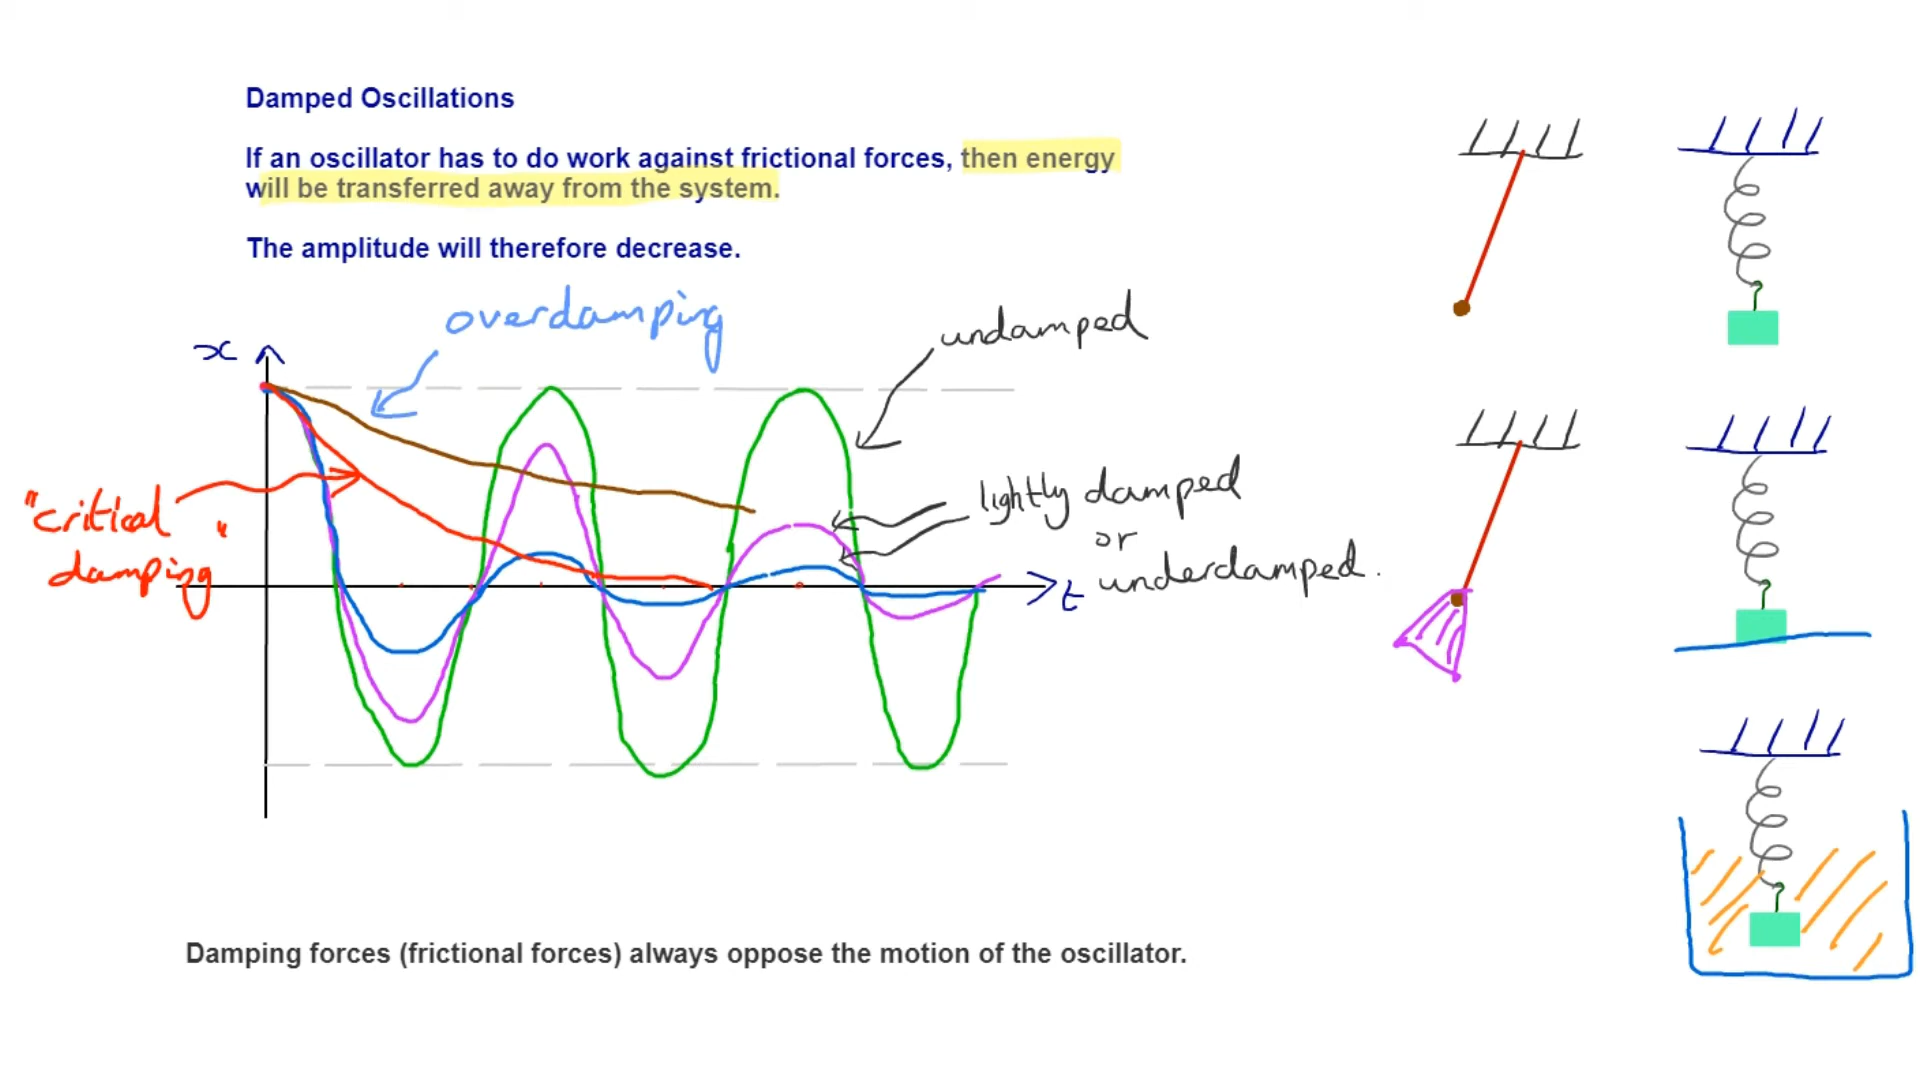 Damped Oscillations
If an oscillator has to do work against frictional forces, then energy
will be transferred away from the system.
The amplitude will therefore decrease.
overdamping
undamped
x
"critical
damping"
lightly damped
or
underdamped.
t
Damping forces (frictional forces) always oppose the motion of the oscillator.